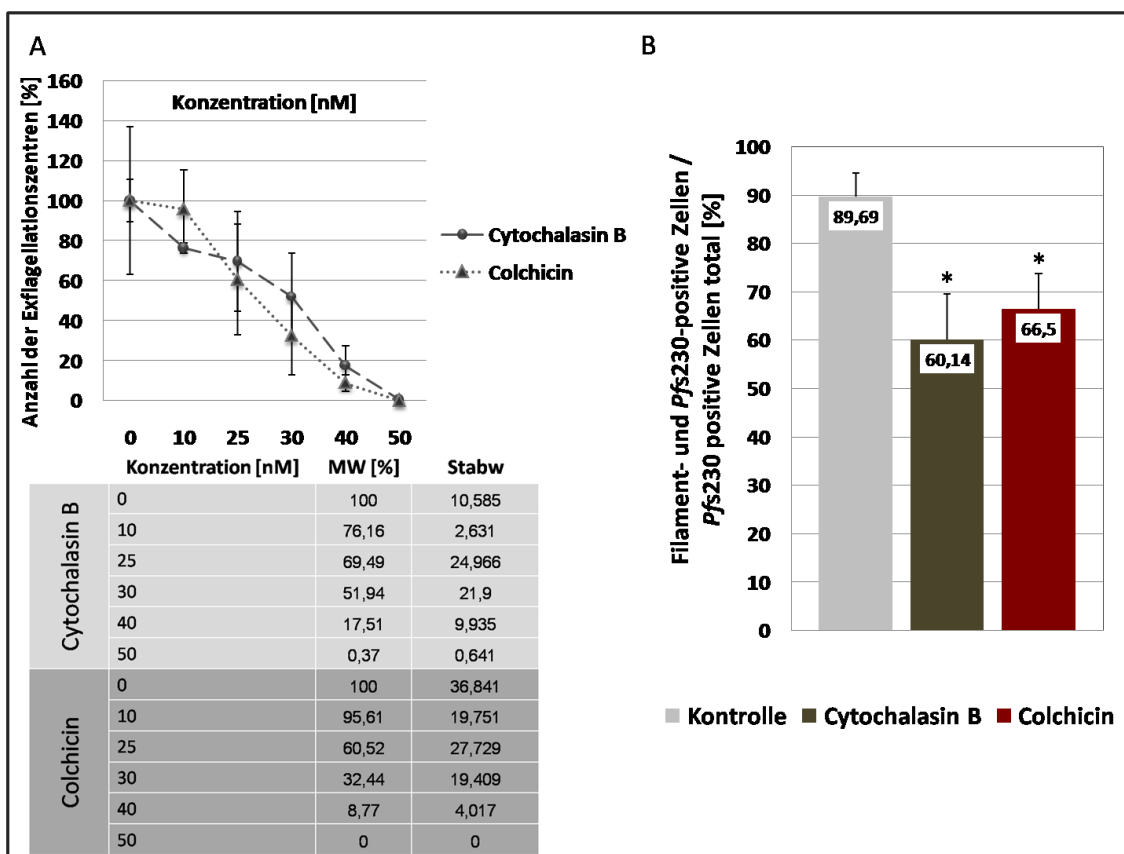 A
Anzahl der Exflagellationszentren [%]
160
140
120
100
80
60
40
20
0
Konzentration [nM]
Cytochalasin B
Colchicin
0 10 25 30 40 50
Konzentration [nM] MW [%] Stabw
Cytochalasin B
0 100 10,585
10 76,16 2,631
25 69,49 24,966
30 51,94 21,9
40 17,51 9,935
50 0,37 0,641
Colchicin
0 100 36,841
10 95,61 19,751
25 60,52 27,729
30 32,44 19,409
40 8,77 4,017
50 0 0
B
Filament- und Pfs230-positive Zellen /
Pfs230 positive Zellen total [%]
100
90
80
70
60
50
40
30
20
10
0
89,69
*
60,14
*
66,5
Kontrolle Cytochalasin B Colchicin